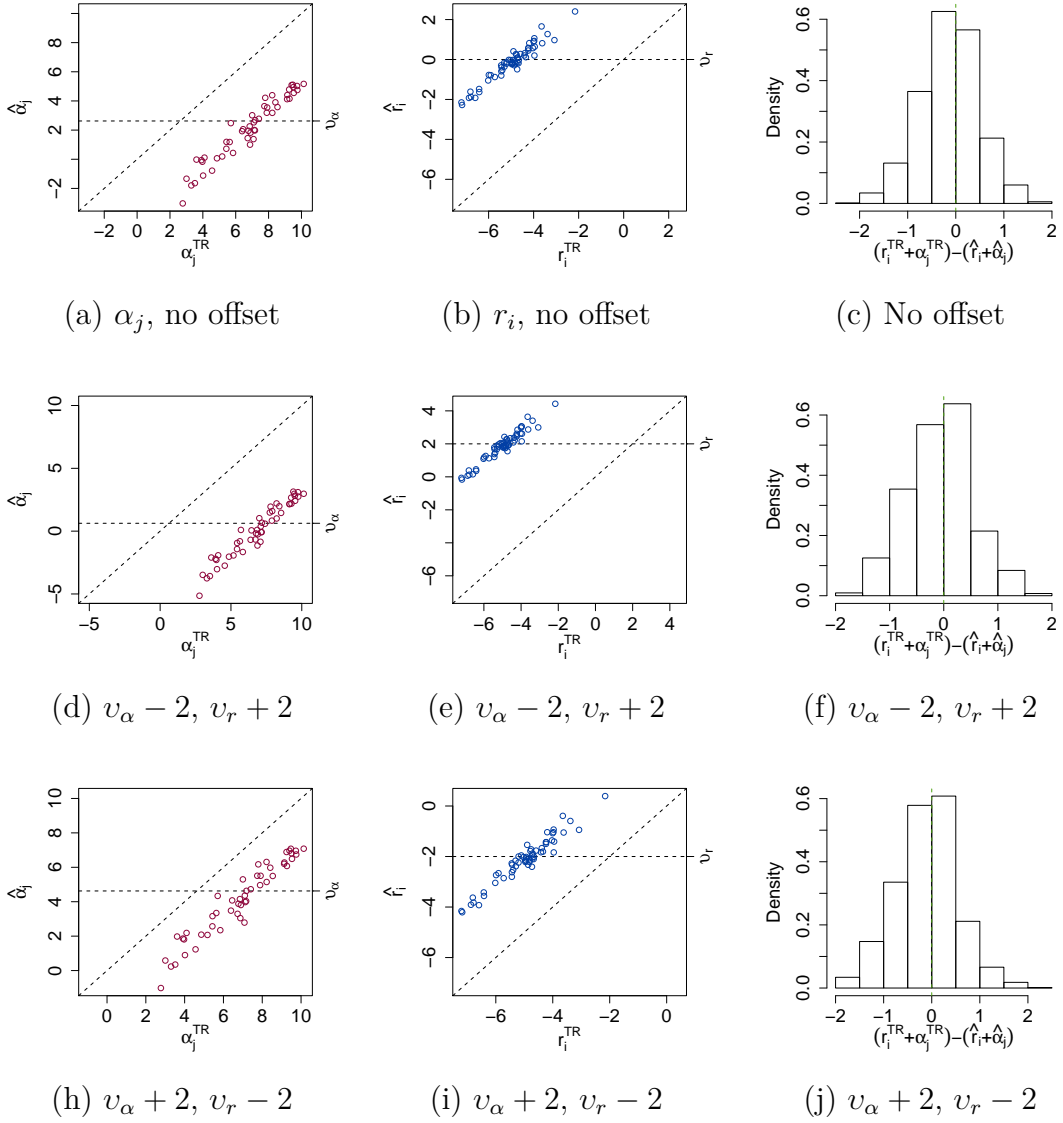 10
8
6
4
2
−2
α̂ⱼ
υα
−2 0 2 4 6 8 10
αⱼᵀᴿ
(a) αⱼ, no offset
2
0
−2
−4
−6
r̂ᵢ
υᵣ
−6 −4 −2 0 2
rᵢᵀᴿ
(b) rᵢ, no offset
0.6
0.4
0.2
0.0
Density
−2 −1 0 1 2
(rᵢᵀᴿ+αⱼᵀᴿ)−(r̂ᵢ+α̂ⱼ)
(c) No offset
10
5
0
−5
α̂ⱼ
υα
−5 0 5 10
αⱼᵀᴿ
(d) υα − 2, υᵣ + 2
4
2
0
−2
−6
r̂ᵢ
υᵣ
−6 −4 −2 0 2 4
rᵢᵀᴿ
(e) υα − 2, υᵣ + 2
0.6
0.4
0.2
0.0
Density
−2 −1 0 1 2
(rᵢᵀᴿ+αⱼᵀᴿ)−(r̂ᵢ+α̂ⱼ)
(f) υα − 2, υᵣ + 2
10
8
6
4
2
0
α̂ⱼ
υα
0 2 4 6 8 10
αⱼᵀᴿ
(h) υα + 2, υᵣ − 2
0
−2
−4
−6
r̂ᵢ
υᵣ
−6 −4 −2 0
rᵢᵀᴿ
(i) υα + 2, υᵣ − 2
0.6
0.4
0.2
0.0
Density
−2 −1 0 1 2
(rᵢᵀᴿ+αⱼᵀᴿ)−(r̂ᵢ+α̂ⱼ)
(j) υα + 2, υᵣ − 2